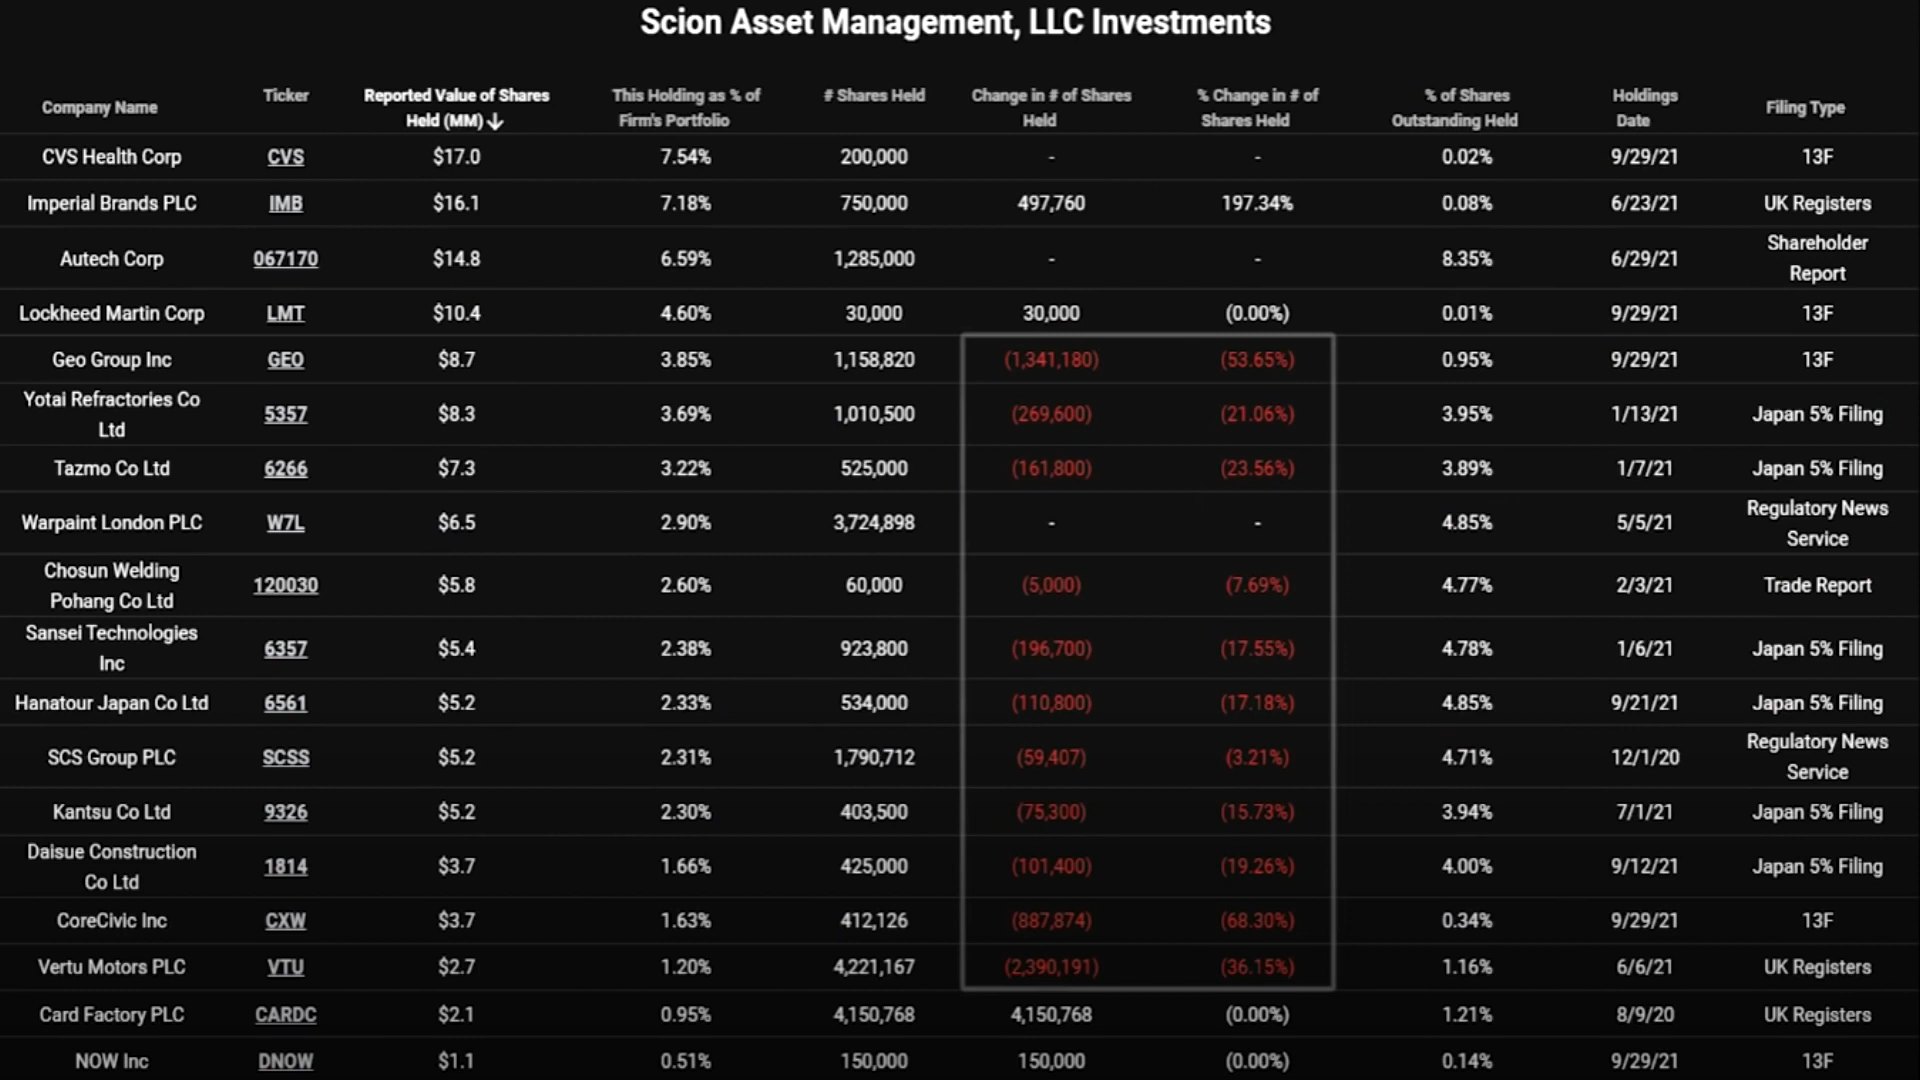 Scion Asset Management, LLC Investments
Company Name Ticker Reported Value of Shares Held (MM) ↓ This Holding as % of Firm's Portfolio # Shares Held Change in # of Shares Held % Change in # of Shares Held % of Shares Outstanding Held Holdings Date Filing Type
CVS Health Corp CVS $17.0 7.54% 200,000 - - 0.02% 9/29/21 13F
Imperial Brands PLC IMB $16.1 7.18% 750,000 497,760 197.34% 0.08% 6/23/21 UK Registers
Autech Corp 067170 $14.8 6.59% 1,285,000 - - 8.35% 6/29/21 Shareholder Report
Lockheed Martin Corp LMT $10.4 4.60% 30,000 30,000 (0.00%) 0.01% 9/29/21 13F
Geo Group Inc GEO $8.7 3.85% 1,158,820 (1,341,180) (53.65%) 0.95% 9/29/21 13F
Yotai Refractories Co Ltd 5357 $8.3 3.69% 1,010,500 (269,600) (21.06%) 3.95% 1/13/21 Japan 5% Filing
Tazmo Co Ltd 6266 $7.3 3.22% 525,000 (161,800) (23.56%) 3.89% 1/7/21 Japan 5% Filing
Warpaint London PLC W7L $6.5 2.90% 3,724,898 - - 4.85% 5/5/21 Regulatory News Service
Chosun Welding Pohang Co Ltd 120030 $5.8 2.60% 60,000 (5,000) (7.69%) 4.77% 2/3/21 Trade Report
Sansei Technologies Inc 6357 $5.4 2.38% 923,800 (196,700) (17.55%) 4.78% 1/6/21 Japan 5% Filing
Hanatour Japan Co Ltd 6561 $5.2 2.33% 534,000 (110,800) (17.18%) 4.85% 9/21/21 Japan 5% Filing
SCS Group PLC SCSS $5.2 2.31% 1,790,712 (59,407) (3.21%) 4.71% 12/1/20 Regulatory News Service
Kantsu Co Ltd 9326 $5.2 2.30% 403,500 (75,300) (15.73%) 3.94% 7/1/21 Japan 5% Filing
Daisue Construction Co Ltd 1814 $3.7 1.66% 425,000 (101,400) (19.26%) 4.00% 9/12/21 Japan 5% Filing
CoreCivic Inc CXW $3.7 1.63% 412,126 (887,874) (68.30%) 0.34% 9/29/21 13F
Vertu Motors PLC VTU $2.7 1.20% 4,221,167 (2,390,191) (36.15%) 1.16% 6/6/21 UK Registers
Card Factory PLC CARDC $2.1 0.95% 4,150,768 4,150,768 (0.00%) 1.21% 8/9/20 UK Registers
NOW Inc DNOW $1.1 0.51% 150,000 150,000 (0.00%) 0.14% 9/29/21 13F